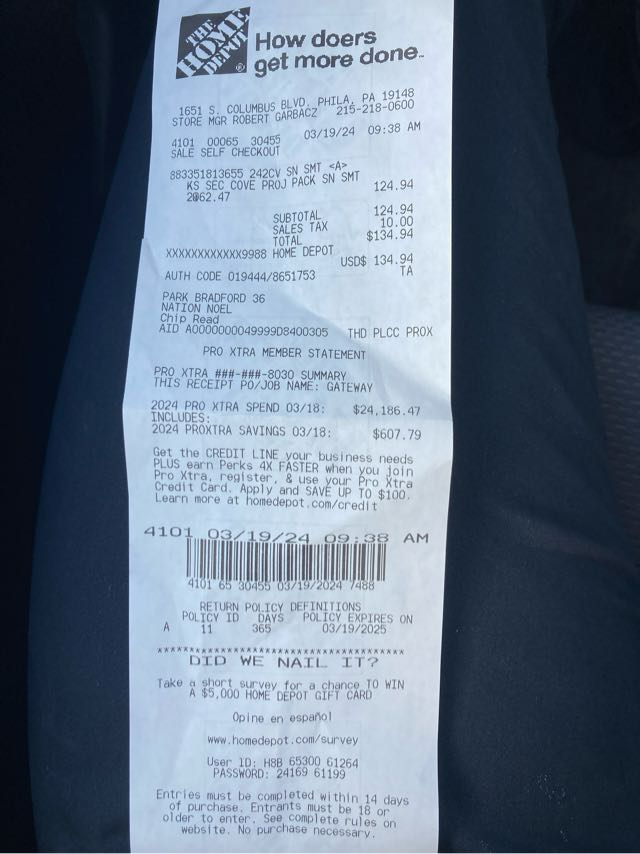 THE
HOME
DEPOT
How doers
get more done™
1651 S. COLUMBUS BLVD. PHILA, PA 19148
STORE MGR ROBERT GARBACZ 215-218-0600
4101 00065 30455 03/19/24 09:38 AM
SALE SELF CHECKOUT
883351813655 242CV SN SMT <A>
KS SEC COVE PROJ PACK SN SMT
2@62.47 124.94
SUBTOTAL 124.94
SALES TAX 10.00
TOTAL $134.94
XXXXXXXXXXXX9988 HOME DEPOT
USD$ 134.94
AUTH CODE 019444/8651753 TA
PARK BRADFORD 36
NATION NOEL
Chip Read
AID A0000000049999D8400305 THD PLCC PROX
PRO XTRA MEMBER STATEMENT
PRO XTRA ###-###-8030 SUMMARY
THIS RECEIPT PO/JOB NAME: GATEWAY
2024 PRO XTRA SPEND 03/18: $24,186.47
INCLUDES:
2024 PROXTRA SAVINGS 03/18: $607.79
Get the CREDIT LINE your business needs
PLUS earn Perks 4X FASTER when you join
Pro Xtra, register, & use your Pro Xtra
Credit Card. Apply and SAVE UP TO $100.
Learn more at homedepot.com/credit
4101 03/19/24 09:38 AM
4101 65 30455 03/19/2024 7488
RETURN POLICY DEFINITIONS
POLICY ID DAYS POLICY EXPIRES ON
A 11 365 03/19/2025
****************************************
DID WE NAIL IT?
Take a short survey for a chance TO WIN
A $5,000 HOME DEPOT GIFT CARD
Opine en español
www.homedepot.com/survey
User ID: H8B 65300 61264
PASSWORD: 24169 61199
Entries must be completed within 14 days
of purchase. Entrants must be 18 or
older to enter. See complete rules on
website. No purchase necessary.